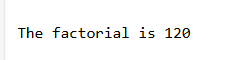 The factorial is 120